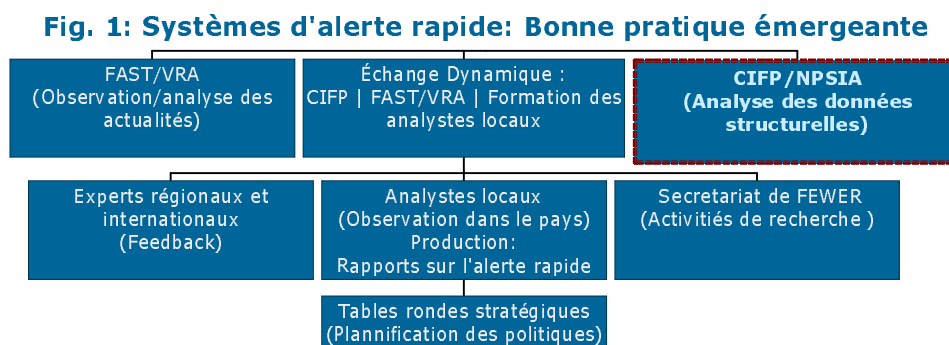 Fig. 1: Systèmes d'alerte rapide: Bonne pratique émergeante
FAST/VRA
(Observation/analyse des
actualités)
Échange Dynamique :
CIFP | FAST/VRA | Formation des
analystes locaux
CIFP/NPSIA
(Analyse des données
structurelles)
Experts régionaux et
internationaux
(Feedback)
Analystes locaux
(Observation dans le pays)
Production:
Rapports sur l'alerte rapide
Secretariat de FEWER
(Activitiés de recherche )
Tables rondes stratégiques
(Plannification des politiques)